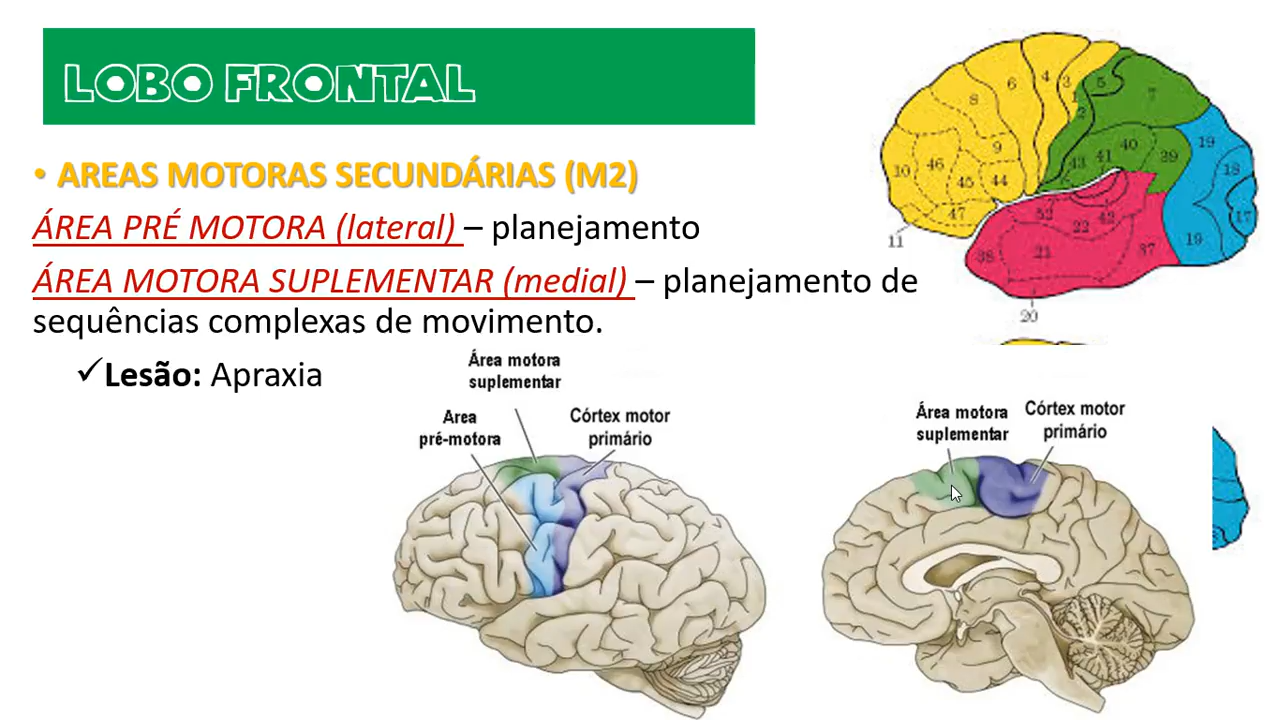 LOBO FRONTAL
• AREAS MOTORAS SECUNDÁRIAS (M2)
ÁREA PRÉ MOTORA (lateral) – planejamento
ÁREA MOTORA SUPLEMENTAR (medial) – planejamento de
sequências complexas de movimento.
✓Lesão: Apraxia
Área motora
suplementar
Area
pré-motora
Córtex motor
primário
Área motora
suplementar
Córtex motor
primário
4
6
3
5
8
7
1
2
9
19
40
41
43
39
46
10
18
45
44
47
52
42
22
17
11
19
38
21
37
20